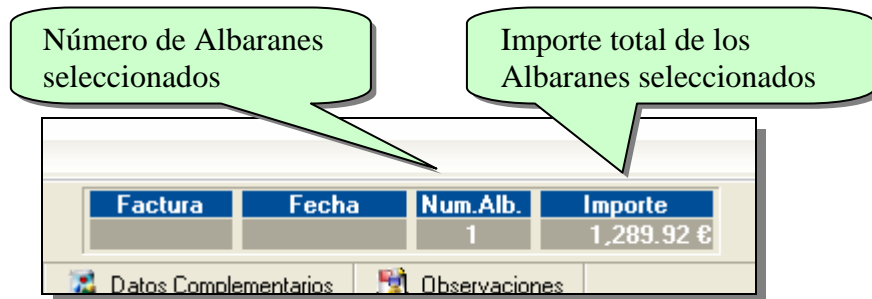 Número de Albaranes
seleccionados
Importe total de los
Albaranes seleccionados
Factura Fecha Num.Alb. Importe
1 1,289.92 €
Datos Complementarios Observaciones